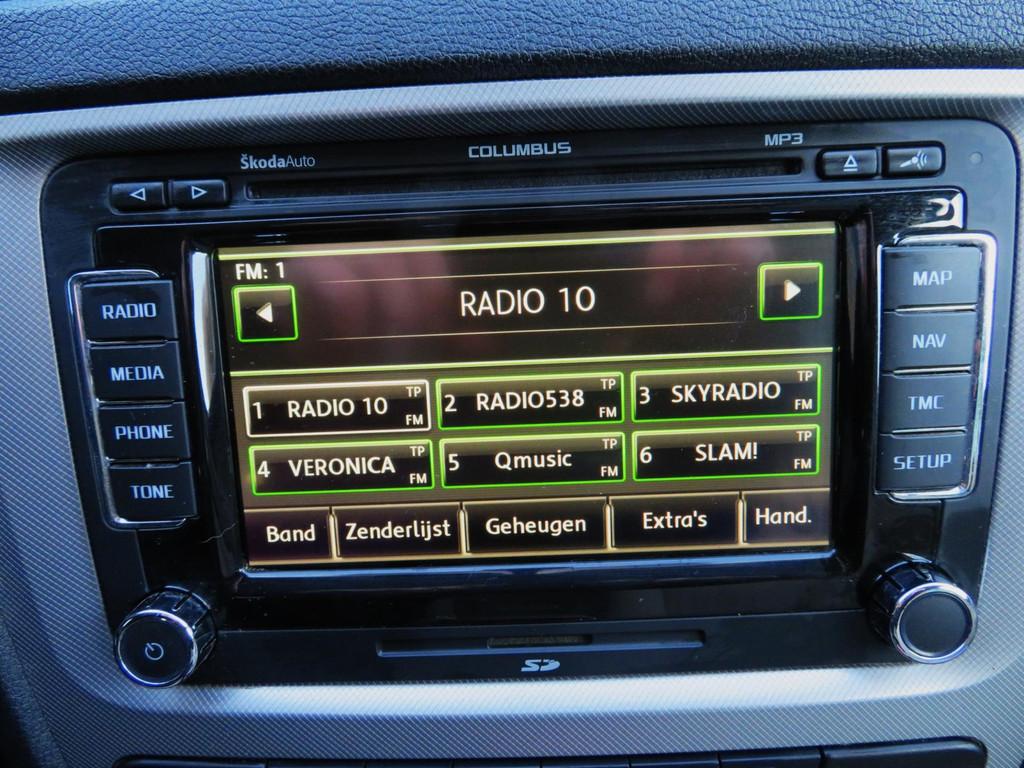 ŠkodaAuto COLUMBUS MP3
FM: 1
RADIO 10
RADIO
MEDIA
PHONE
TONE
1 RADIO 10 TP FM
2 RADIO538 TP FM
3 SKYRADIO TP FM
4 VERONICA TP FM
5 Qmusic TP FM
6 SLAM! TP FM
Band Zenderlijst Geheugen Extra's Hand.
MAP
NAV
TMC
SETUP
SD